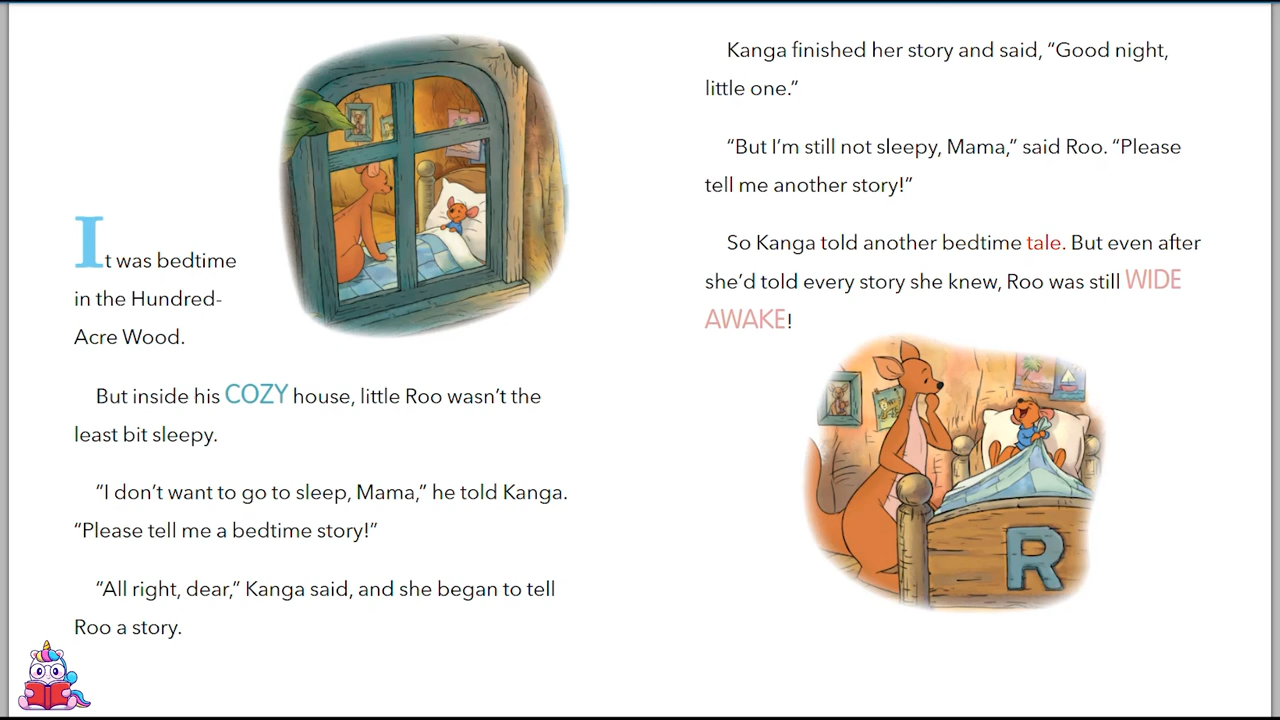 It was bedtime
in the Hundred-
Acre Wood.
But inside his COZY house, little Roo wasn’t the
least bit sleepy.
“I don’t want to go to sleep, Mama,” he told Kanga.
“Please tell me a bedtime story!”
“All right, dear,” Kanga said, and she began to tell
Roo a story.
Kanga finished her story and said, “Good night,
little one.”
“But I’m still not sleepy, Mama,” said Roo. “Please
tell me another story!”
So Kanga told another bedtime tale. But even after
she’d told every story she knew, Roo was still WIDE
AWAKE!
R